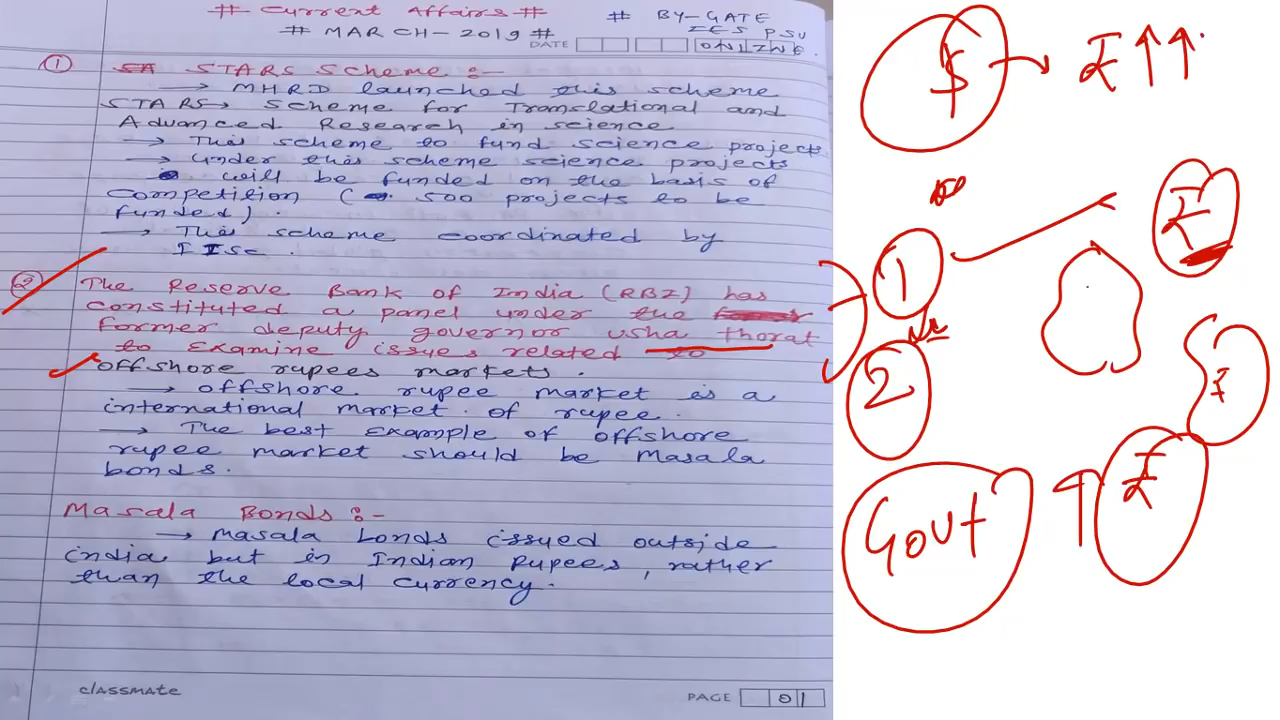 # Current Affairs #
# MARCH-2019 #
# BY-GATE
IES PSU
DATE
ONLINE
① STARS Scheme :-
→ MHRD launched this scheme
STARS → Scheme for Translational and
Advanced Research in science
→ This scheme to fund science projects
→ under this scheme science projects
will be funded on the basis of
Competition ( 500 projects to be
funded).
→ This scheme coordinated by
IISc.
② The Reserve Bank of India (RBI) has
constituted a panel under the
former deputy governor usha thorat
to examine issues related to
offshore rupees markets.
→ offshore rupee market is a
international market of rupee.
→ The best example of offshore
rupee market should be Masala
bonds.
Masala Bonds :-
→ Masala bonds issued outside
india but in Indian Rupees, rather
than the local currency.
classmate
PAGE 01
$ → ₹ ↑ ↑
₹
1
2
₹
Govt ↑ ₹